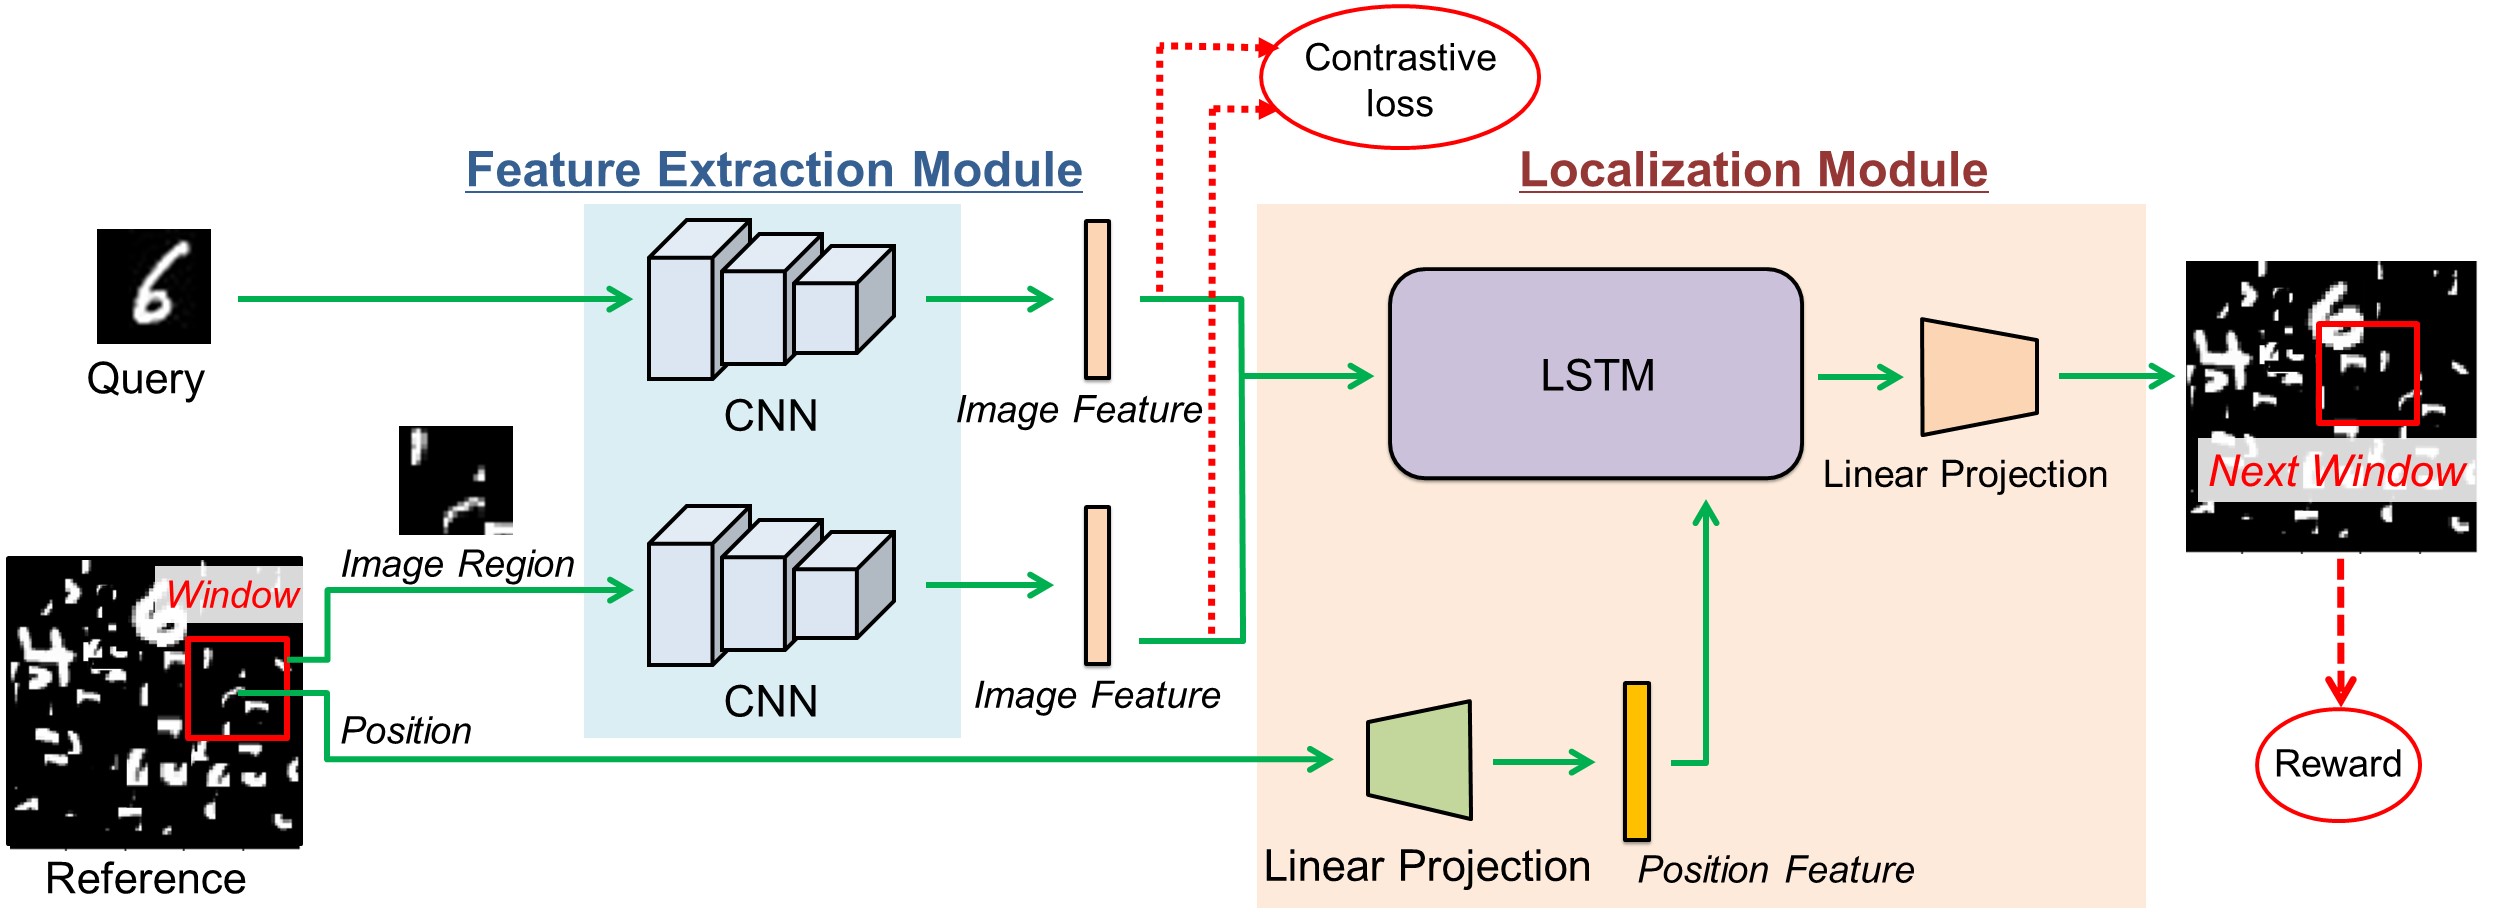 Contrastive
loss
Feature Extraction Module
Localization Module
Query
CNN
Image Feature
LSTM
Linear Projection
Next Window
Image Region
Window
CNN
Image Feature
Position
Reference
Linear Projection
Position Feature
Reward